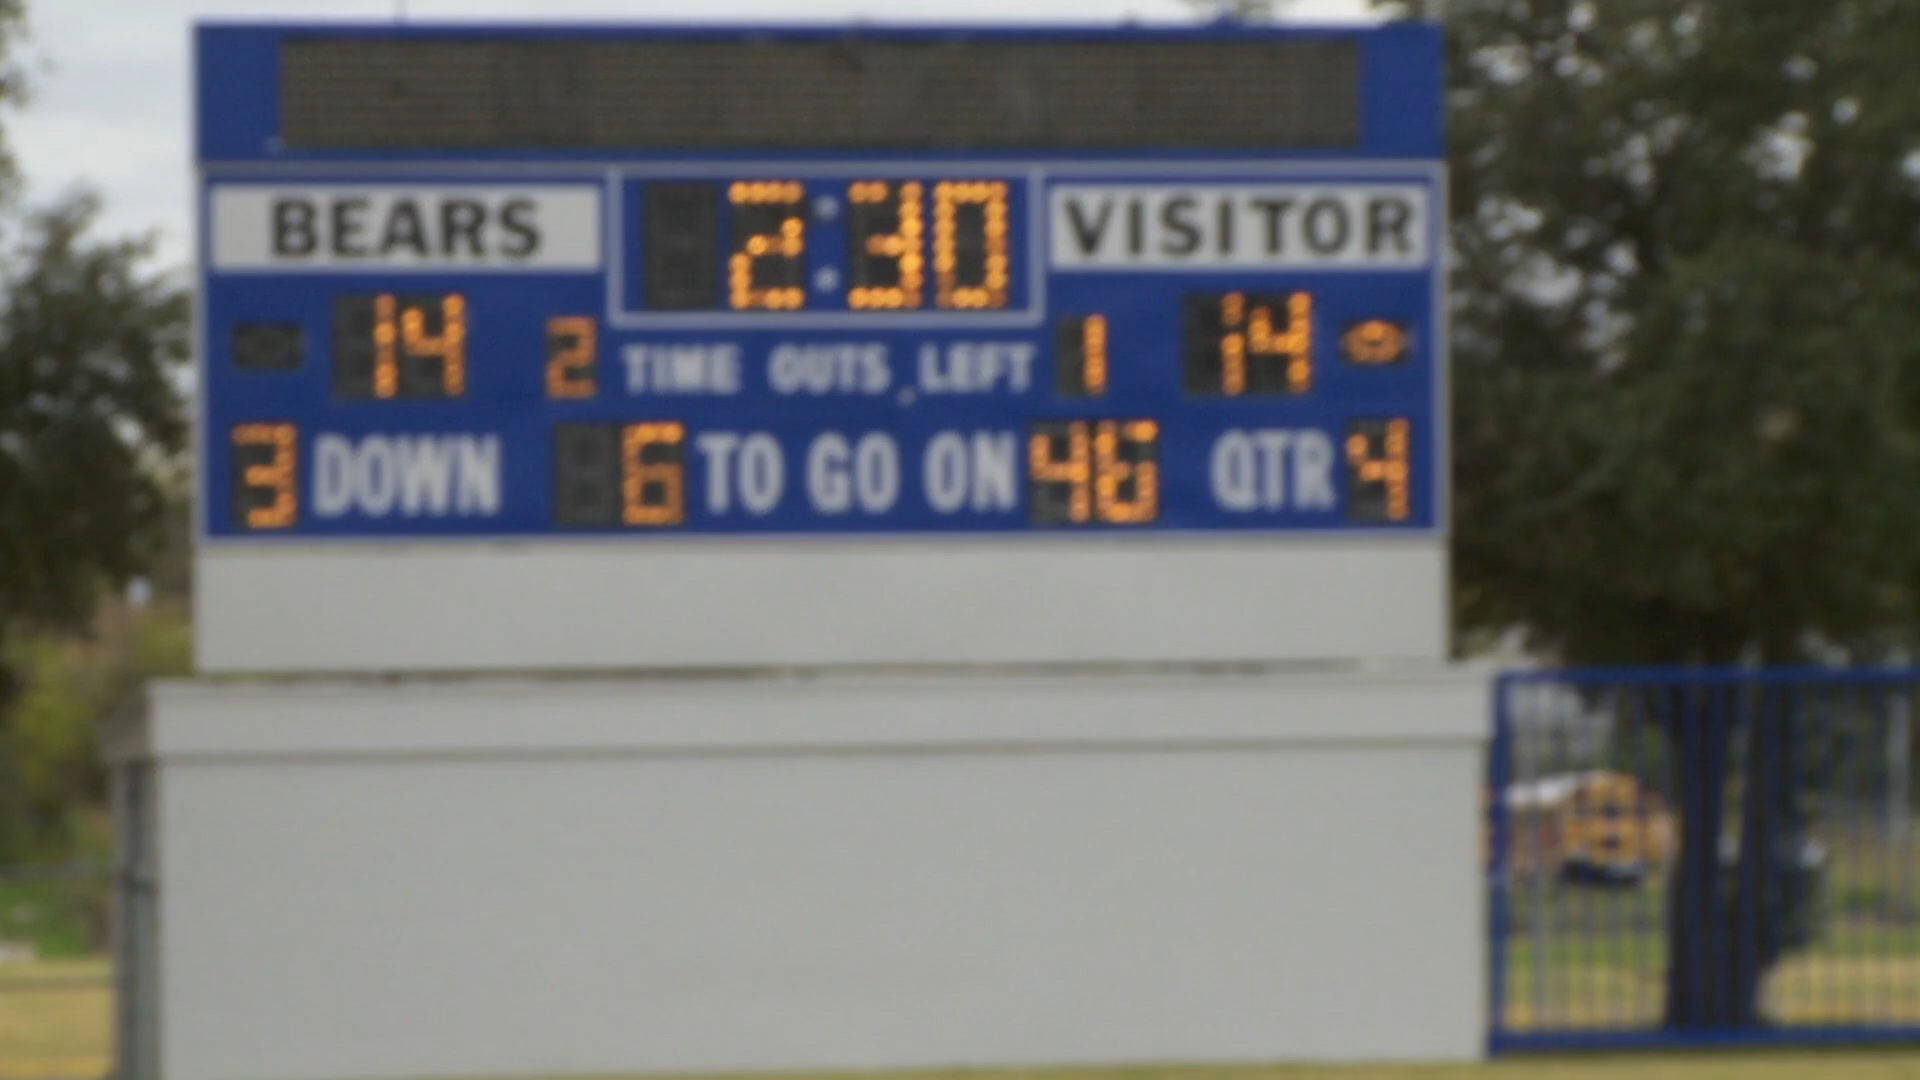 BEARS 2:30 VISITOR
14 2 TIME OUTS LEFT 1 14
3 DOWN 6 TO GO ON 46 QTR 4